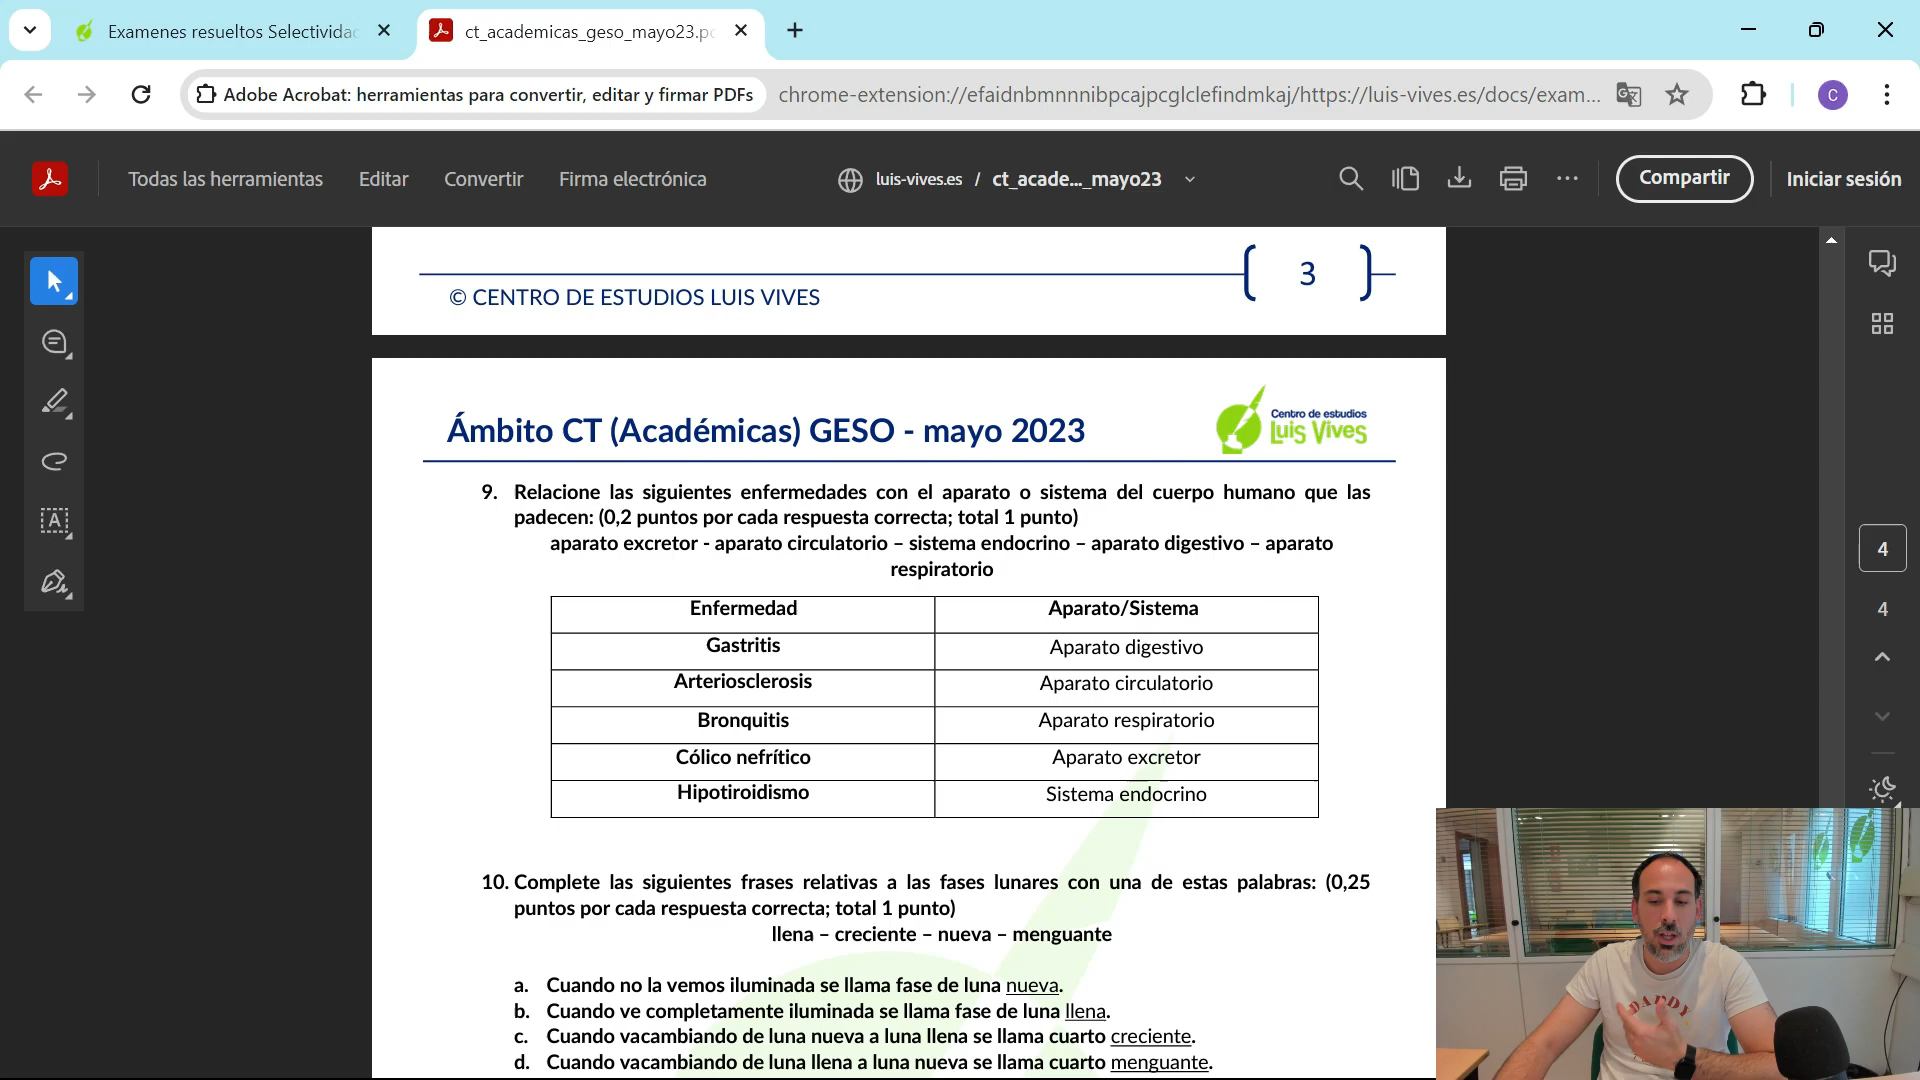 Examenes resueltos Selectivida
ct_academicas_geso_mayo23.pc
Adobe Acrobat: herramientas para convertir, editar y firmar PDFs
chrome-extension://efaidnbmnnnibpcajpcglclefindmkaj/https://luis-vives.es/docs/exam...
C
Todas las herramientas
Editar
Convertir
Firma electrónica
luis-vives.es / ct_acade..._mayo23
Compartir
Iniciar sesión
3
© CENTRO DE ESTUDIOS LUIS VIVES
Ámbito CT (Académicas) GESO - mayo 2023
Centro de estudios
Luis Vives
9. Relacione las siguientes enfermedades con el aparato o sistema del cuerpo humano que las
padecen: (0,2 puntos por cada respuesta correcta; total 1 punto)
aparato excretor - aparato circulatorio – sistema endocrino – aparato digestivo – aparato
respiratorio
Enfermedad Aparato/Sistema
Gastritis Aparato digestivo
Arteriosclerosis Aparato circulatorio
Bronquitis Aparato respiratorio
Cólico nefrítico Aparato excretor
Hipotiroidismo Sistema endocrino
10. Complete las siguientes frases relativas a las fases lunares con una de estas palabras: (0,25
puntos por cada respuesta correcta; total 1 punto)
llena – creciente – nueva – menguante
a. Cuando no la vemos iluminada se llama fase de luna nueva.
b. Cuando ve completamente iluminada se llama fase de luna llena.
c. Cuando vacambiando de luna nueva a luna llena se llama cuarto creciente.
d. Cuando vacambiando de luna llena a luna nueva se llama cuarto menguante.
4
4
DADDY